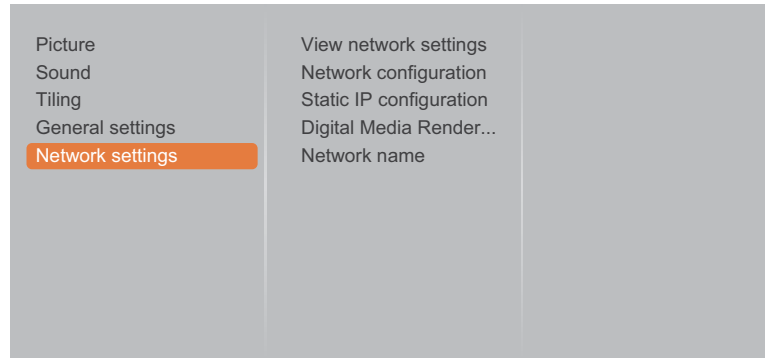 Picture
Sound
Tiling
General settings
Network settings
View network settings
Network configuration
Static IP configuration
Digital Media Render...
Network name